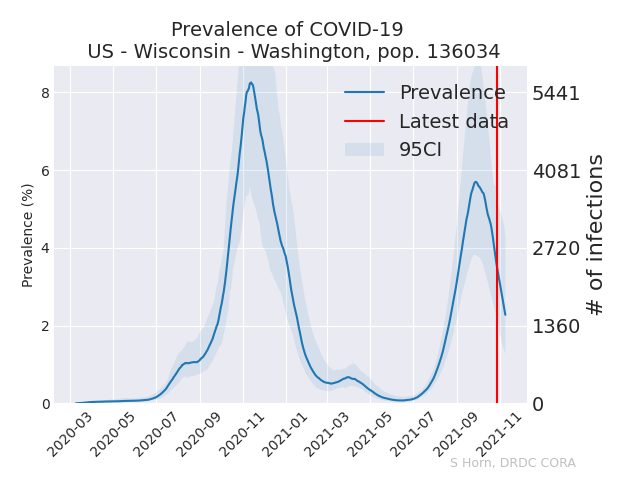 Prevalence of COVID-19
US - Wisconsin - Washington, pop. 136034
Prevalence
Latest data
95CI
Prevalence (%)
8
6
4
2
0
5441
4081
2720
1360
0
# of infections
2020-03
2020-05
2020-07
2020-09
2020-11
2021-01
2021-03
2021-05
2021-07
2021-09
2021-11
S Horn, DRDC CORA